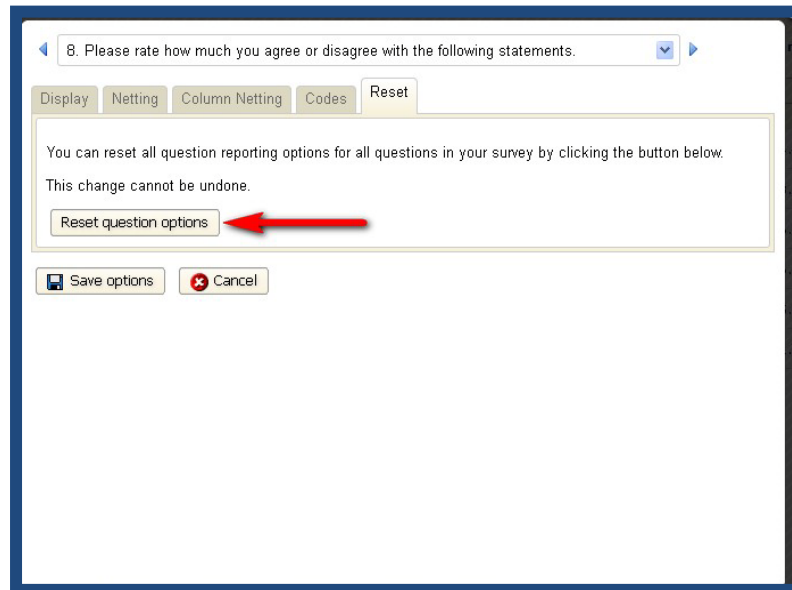 8. Please rate how much you agree or disagree with the following statements.
Display Netting Column Netting Codes Reset
You can reset all question reporting options for all questions in your survey by clicking the button below.
This change cannot be undone.
Reset question options
Save options Cancel